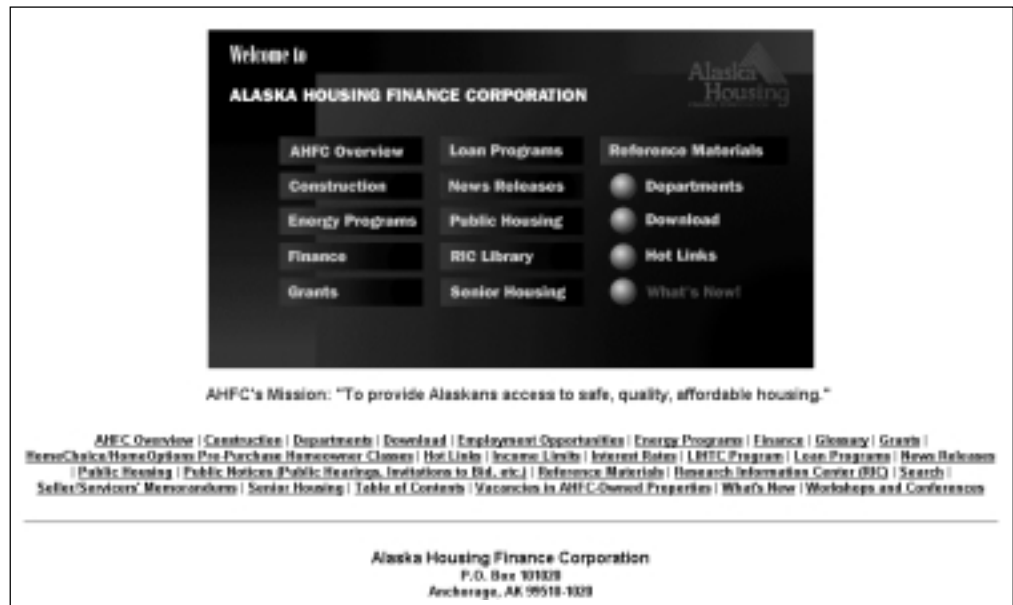 Welcome to
Alaska
Housing
ALASKA HOUSING FINANCE CORPORATION
AHFC Overview Loan Programs Reference Materials
Construction News Releases Departments
Energy Programs Public Housing Download
Finance RIC Library Hot Links
Grants Senior Housing What's New!
AHFC's Mission: "To provide Alaskans access to safe, quality, affordable housing."
AHFC Overview | Construction | Departments | Download | Employment Opportunities | Energy Programs | Finance | Glossary | Grants |
HomeChoice/HomeOptions Pre-Purchase Homeowner Classes | Hot Links | Income Limits | Interest Rates | LIHTC Program | Loan Programs | News Releases
| Public Housing | Public Notices (Public Hearings, Invitations to Bid, etc.) | Reference Materials | Research Information Center (RIC) | Search |
Seller/Servicers' Memorandums | Senior Housing | Table of Contents | Vacancies in AHFC-Owned Properties | What's New | Workshops and Conferences
Alaska Housing Finance Corporation
P.O. Box 101020
Anchorage, AK 99510-1020